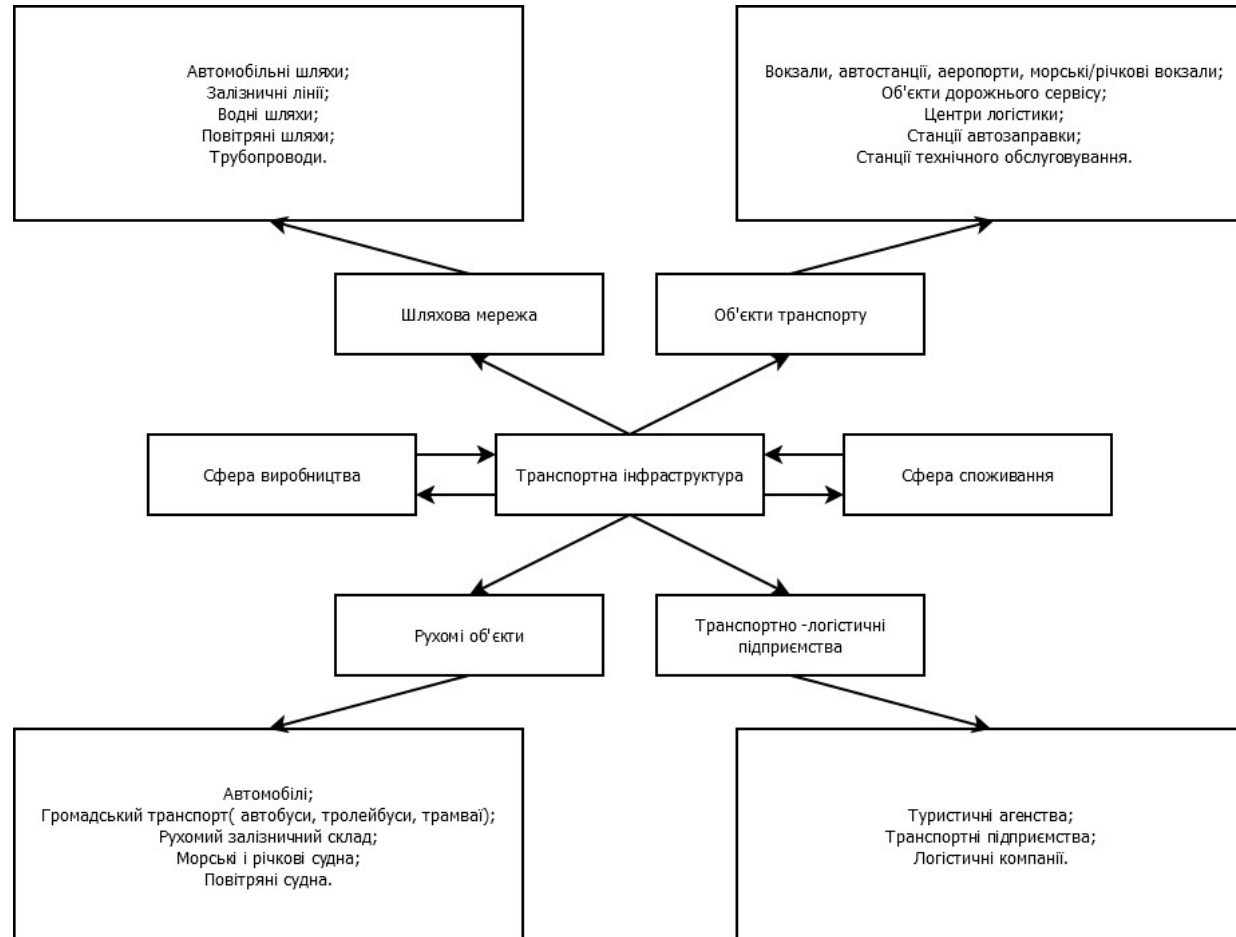 Автомобільні шляхи;
Залізничні лінії;
Водні шляхи;
Повітряні шляхи;
Трубопроводи.
Вокзали, автостанції, аеропорти, морські/річкові вокзали;
Об'єкти дорожнього сервісу;
Центри логістики;
Станції автозаправки;
Станції технічного обслуговування.
Шляхова мережа
Об'єкти транспорту
Сфера виробництва
Транспортна інфраструктура
Сфера споживання
Рухомі об'єкти
Транспортно -логістичні
підприємства
Автомобілі;
Громадський транспорт( автобуси, тролейбуси, трамваї);
Рухомий залізничний склад;
Морські і річкові судна;
Повітряні судна.
Туристичні агенства;
Транспортні підприємства;
Логістичні компанії.